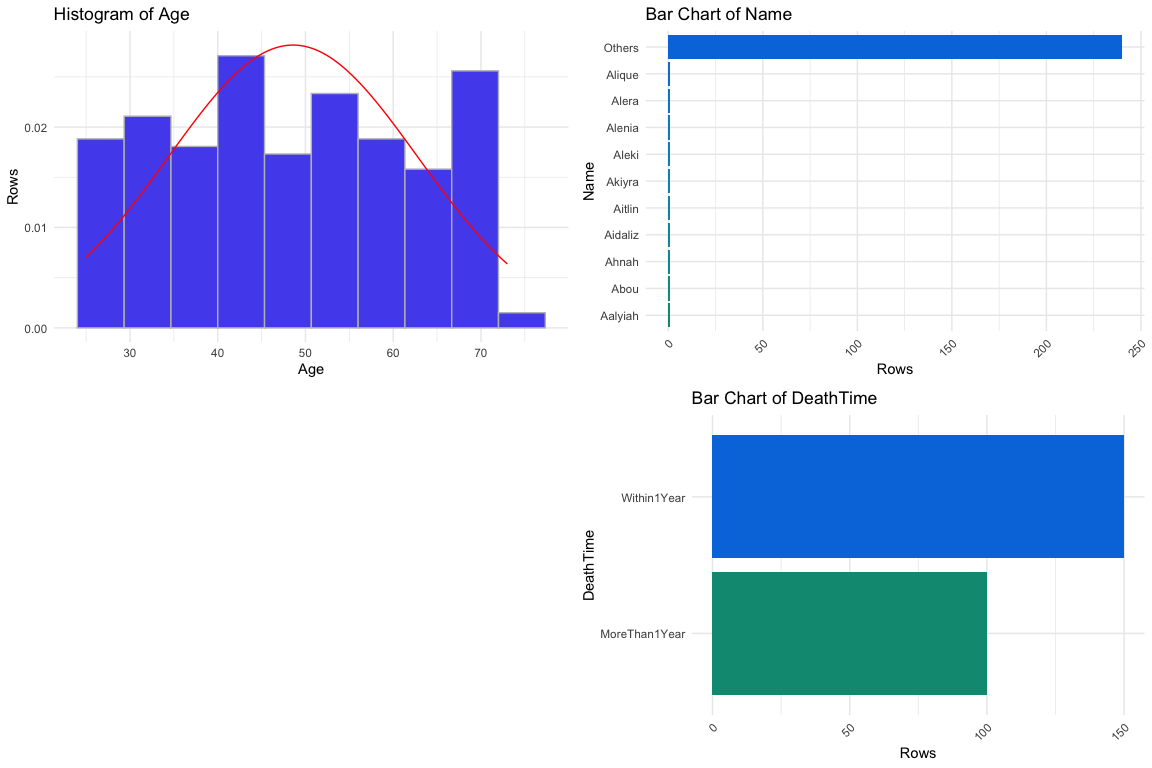 Histogram of Age
Rows
0.02
0.01
0.00
30 40 50 60 70
Age
Bar Chart of Name
Name
Others
Alique
Alera
Alenia
Aleki
Akiyra
Aitlin
Aidaliz
Ahnah
Abou
Aalyiah
0 50 100 150 200 250
Rows
Bar Chart of DeathTime
DeathTime
Within1Year
MoreThan1Year
0 50 100 150
Rows